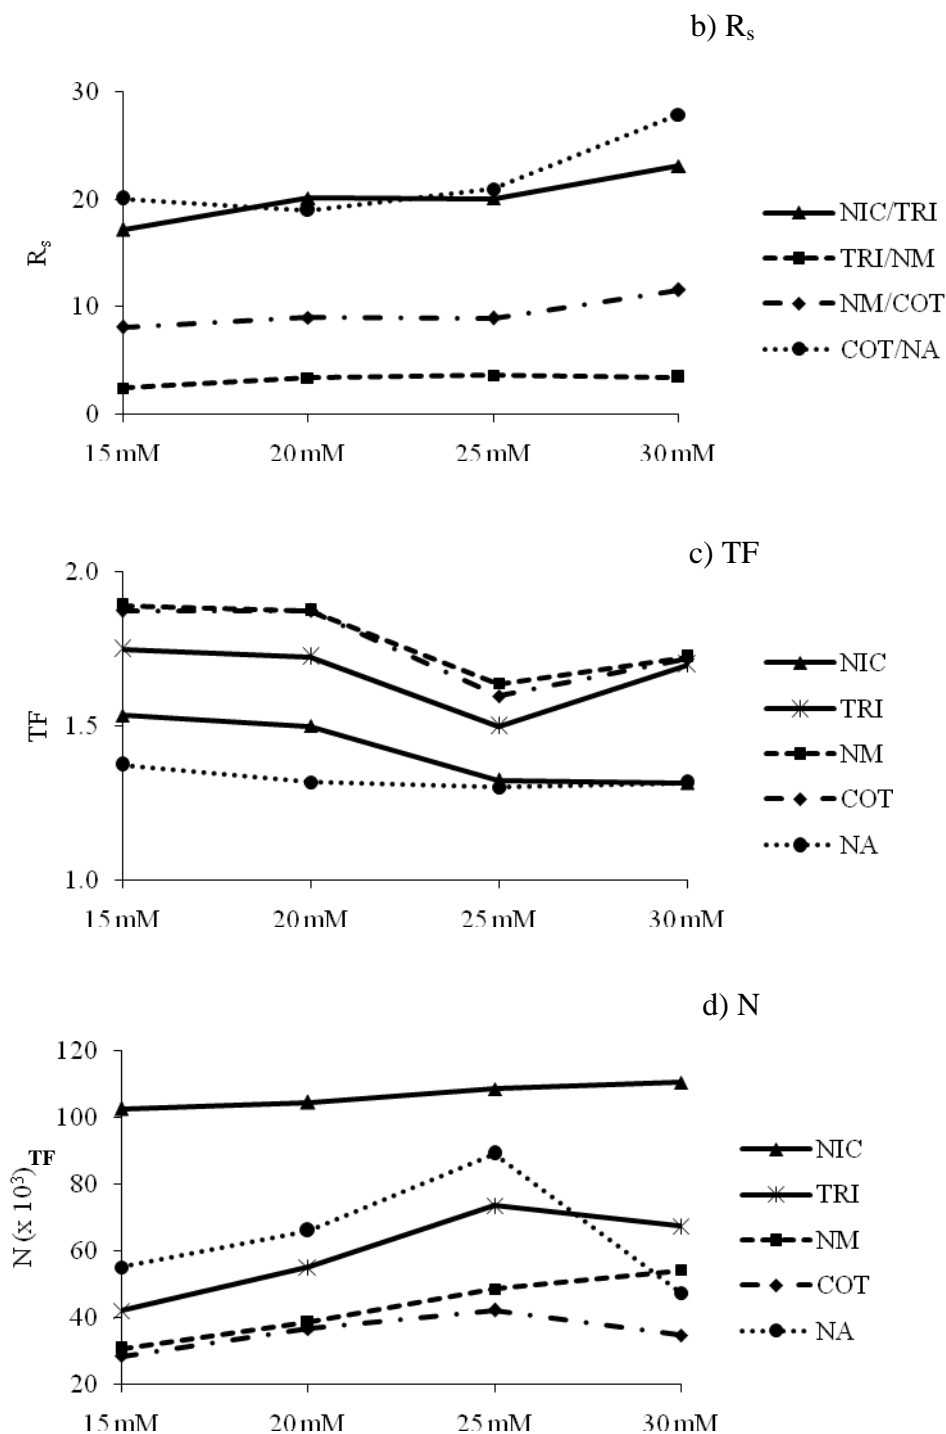 b) Rs
30
20
10
0
Rs
15 mM 20 mM 25 mM 30 mM
NIC/TRI
TRI/NM
NM/COT
COT/NA
c) TF
2.0
1.5
1.0
TF
15 mM 20 mM 25 mM 30 mM
NIC
TRI
NM
COT
NA
d) N
120
100
80
60
40
20
N (x 10³)
TF
15 mM 20 mM 25 mM 30 mM
NIC
TRI
NM
COT
NA